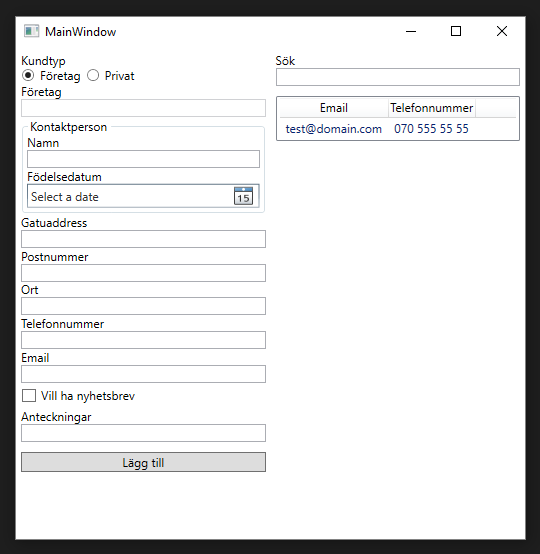 MainWindow
Kundtyp
Företag Privat
Företag
Kontaktperson
Namn
Födelsedatum
Select a date 15
Gatuaddress
Postnummer
Ort
Telefonnummer
Email
Vill ha nyhetsbrev
Anteckningar
Lägg till
Sök
Email Telefonnummer
test@domain.com 070 555 55 55